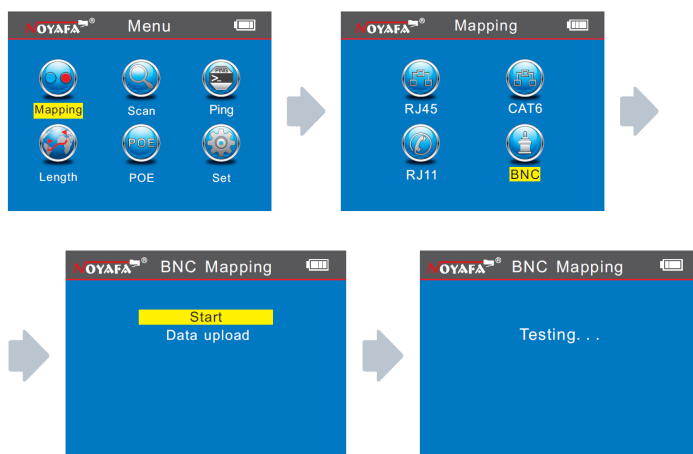 NOYAFA® Menu
Mapping Scan Ping
Length POE Set
NOYAFA® Mapping
RJ45 CAT6
RJ11 BNC
NOYAFA® BNC Mapping
Start
Data upload
NOYAFA® BNC Mapping
Testing. . .
PING
>_
POE